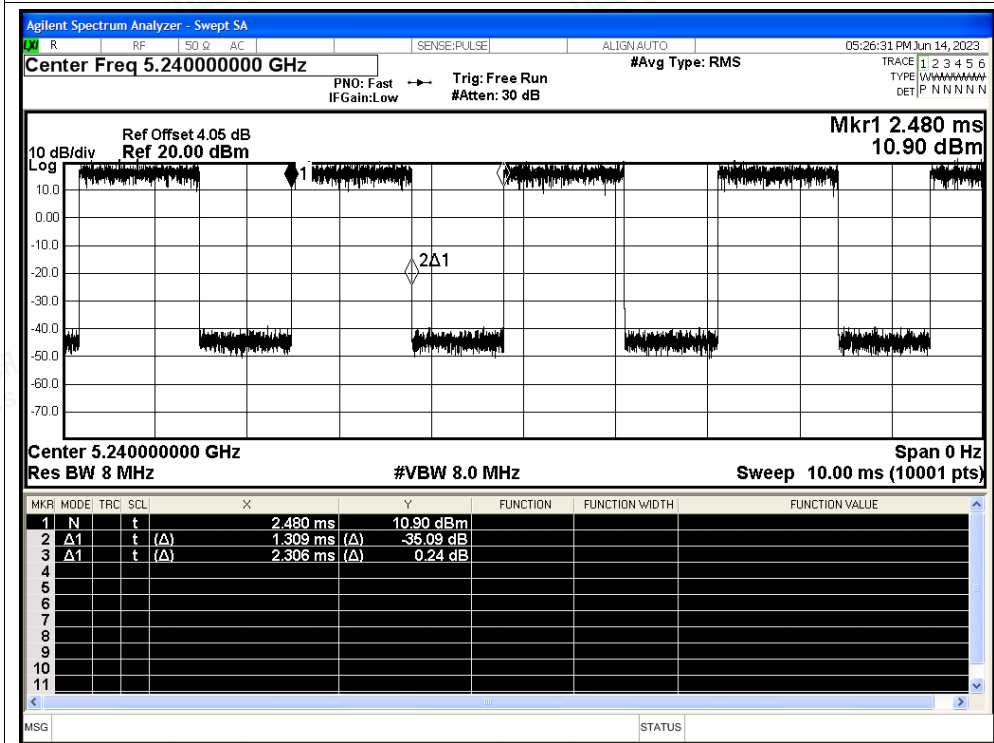 Agilent Spectrum Analyzer - Swept SA
LXI R RF 50 Ω AC SENSE:PULSE ALIGN AUTO 05:26:31 PM Jun 14, 2023
Center Freq 5.240000000 GHz #Avg Type: RMS TRACE 1 2 3 4 5 6
PNO: Fast Trig: Free Run TYPE
IFGain:Low #Atten: 30 dB DET P N N N N N
Mkr1 2.480 ms
10.90 dBm
Ref Offset 4.05 dB
10 dB/div Ref 20.00 dBm
Log
1
10.0
0.00
-10.0
2Δ1
-20.0
-30.0
-40.0
-50.0
-60.0
-70.0
Center 5.240000000 GHz Span 0 Hz
Res BW 8 MHz #VBW 8.0 MHz Sweep 10.00 ms (10001 pts)
MKR MODE TRC SCL X Y FUNCTION FUNCTION WIDTH FUNCTION VALUE
1 N t 2.480 ms 10.90 dBm
2 Δ1 t (Δ) 1.309 ms (Δ) -35.09 dB
3 Δ1 t (Δ) 2.306 ms (Δ) 0.24 dB
4
5
6
7
8
9
10
11
MSG STATUS